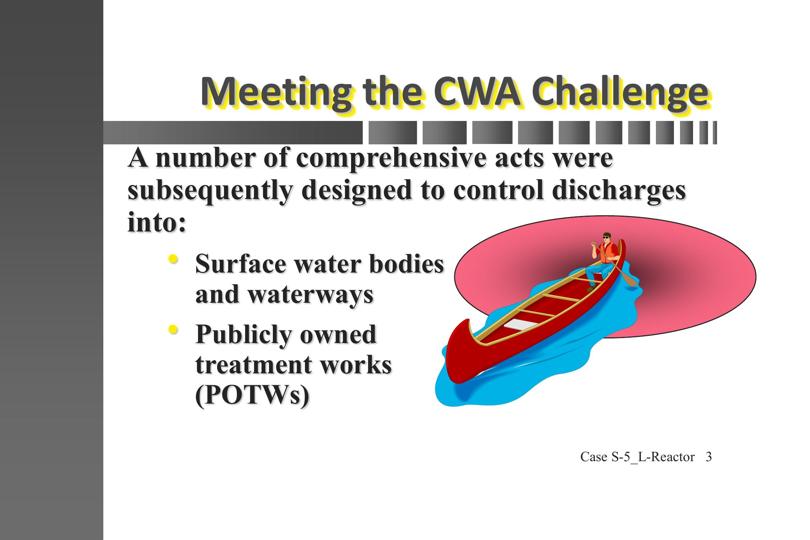 Meeting the CWA Challenge
A number of comprehensive acts were
subsequently designed to control discharges
into:
• Surface water bodies
and waterways
• Publicly owned
treatment works
(POTWs)
Case S-5_L-Reactor 3